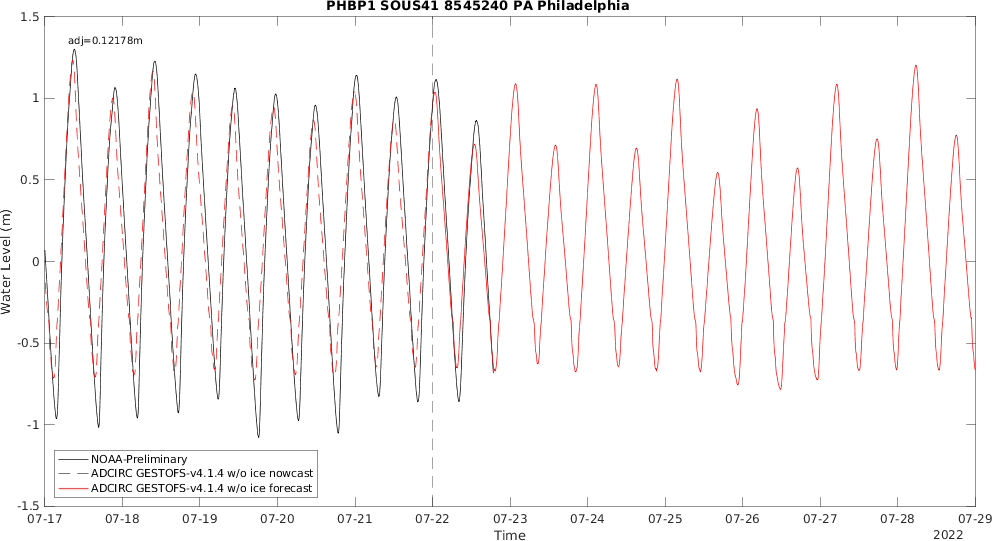 PHBP1 SOUS41 8545240 PA Philadelphia
adj=0.12178m
1.5
1
0.5
0
-0.5
-1
-1.5
Water Level (m)
NOAA-Preliminary
ADCIRC GESTOFS-v4.1.4 w/o ice nowcast
ADCIRC GESTOFS-v4.1.4 w/o ice forecast
07-17 07-18 07-19 07-20 07-21 07-22 07-23 07-24 07-25 07-26 07-27 07-28 07-29
Time
2022